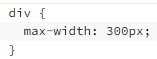 div {
  max-width: 300px;
}